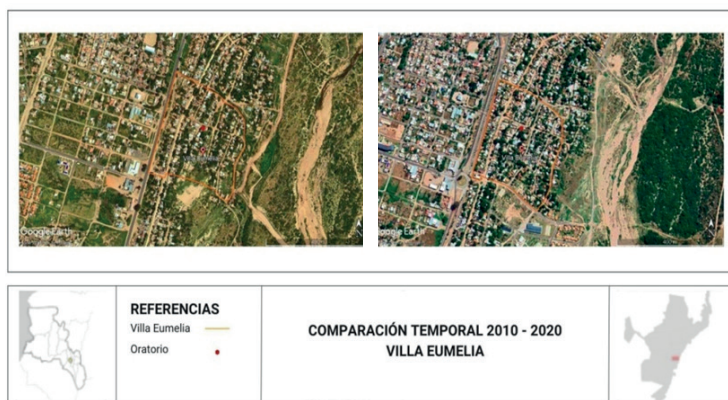 Google Earth
Google Earth
REFERENCIAS
Villa Eumelia
Oratorio
COMPARACIÓN TEMPORAL 2010 - 2020
VILLA EUMELIA